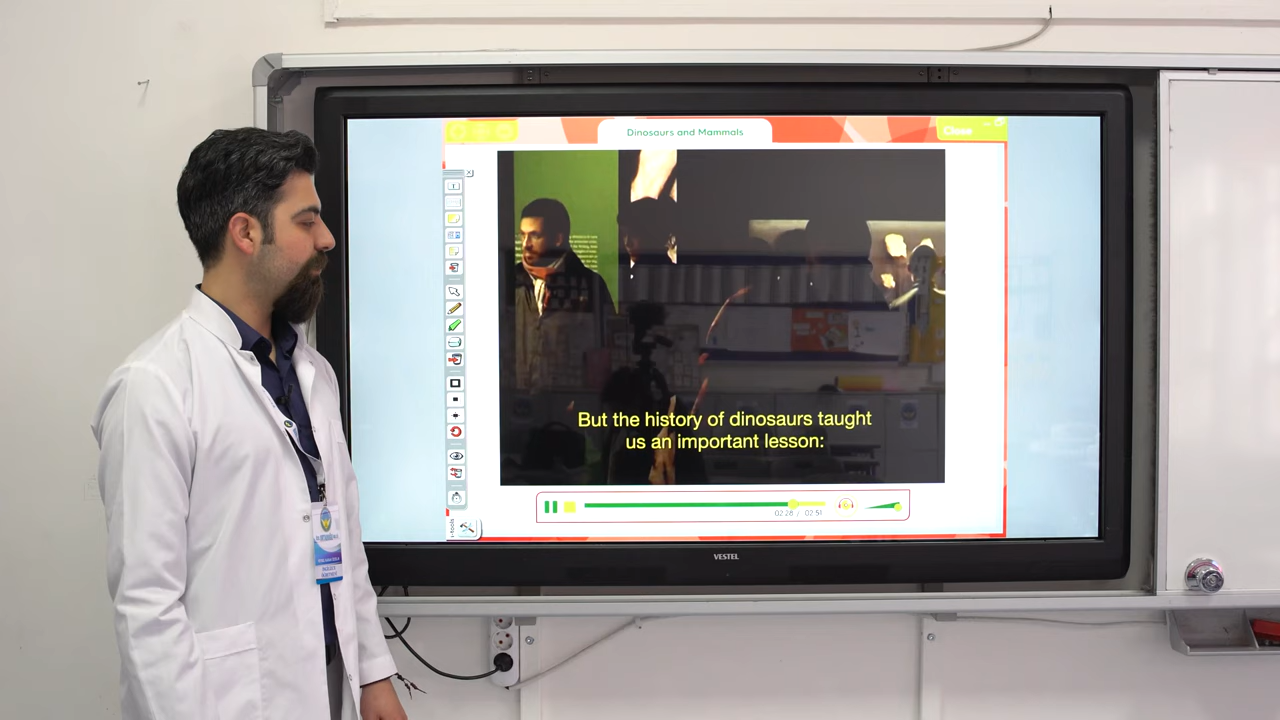 Dinosaurs and Mammals
Close
But the history of dinosaurs taught
us an important lesson:
02:28 / 02:51
VESTEL